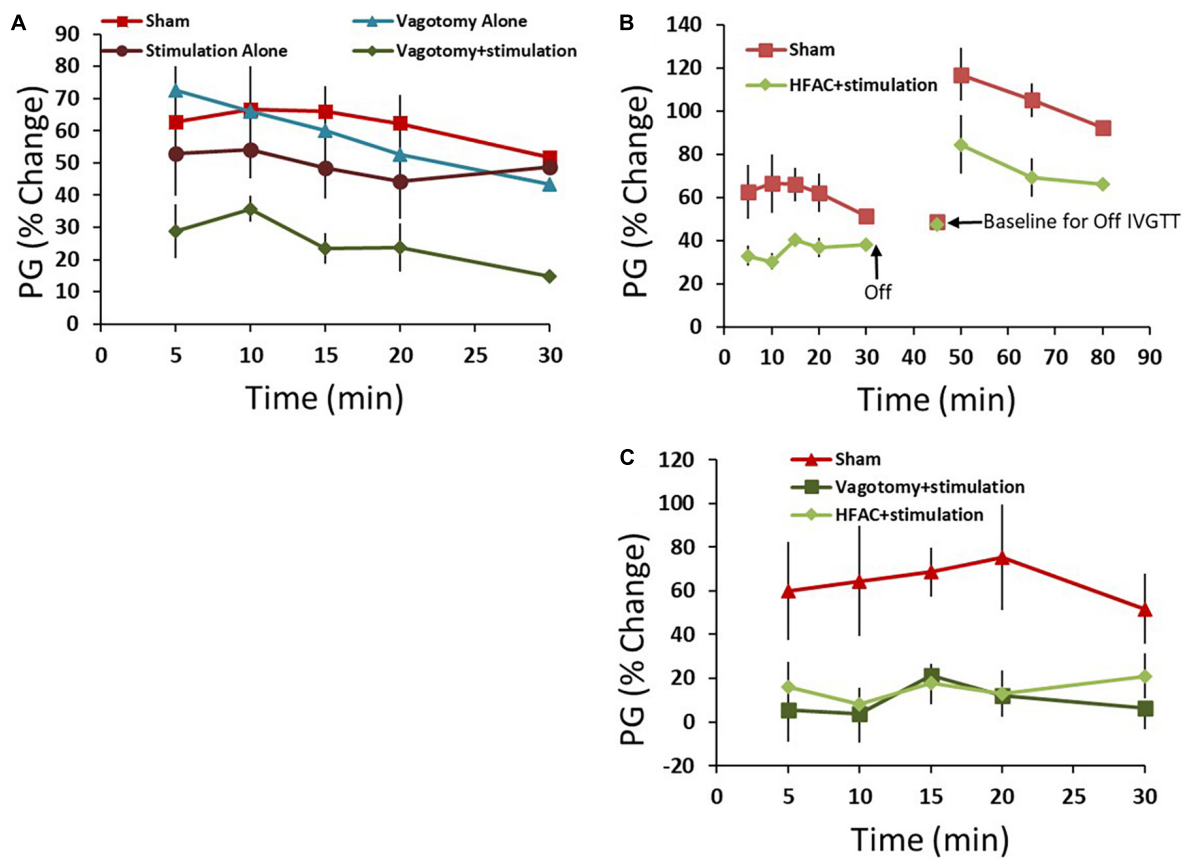 A
Sham
Vagotomy Alone
Stimulation Alone
Vagotomy+stimulation
90
80
70
60
50
40
30
20
10
0
PG (% Change)
0 5 10 15 20 25 30
Time (min)
B
Sham
HFAC+stimulation
140
120
100
80
60
40
20
0
PG (% Change)
Baseline for Off IVGTT
Off
0 10 20 30 40 50 60 70 80 90
Time (min)
C
Sham
Vagotomy+stimulation
HFAC+stimulation
120
100
80
60
40
20
0
-20
PG (% Change)
0 5 10 15 20 25 30
Time (min)